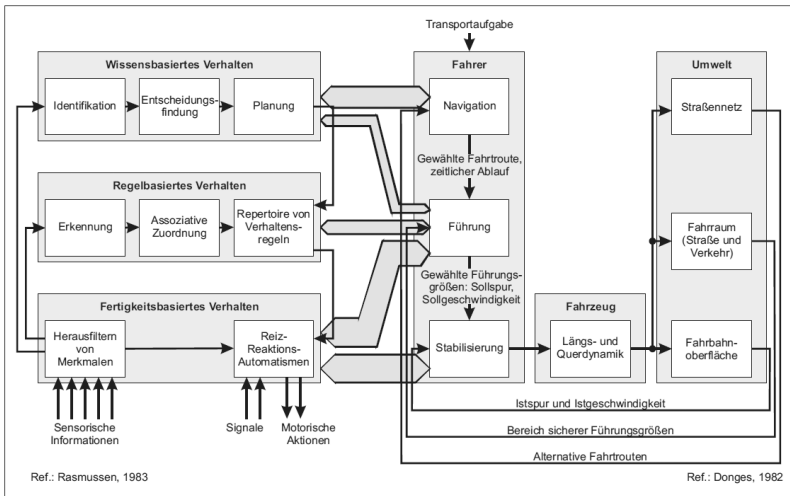 Transportaufgabe
Wissensbasiertes Verhalten
Identifikation
Entscheidungs-
findung
Planung
Regelbasiertes Verhalten
Erkennung
Assoziative
Zuordnung
Repertoire von
Verhaltens-
regeln
Fertigkeitsbasiertes Verhalten
Herausfiltern
von
Merkmalen
Reiz-
Reaktions-
Automatismen
Sensorische
Informationen
Signale
Motorische
Aktionen
Ref.: Rasmussen, 1983
Fahrer
Navigation
Gewählte Fahrtroute,
zeitlicher Ablauf
Führung
Gewählte Führungs-
größen: Sollspur,
Sollgeschwindigkeit
Stabilisierung
Fahrzeug
Längs- und
Querdynamik
Umwelt
Straßennetz
Fahrraum
(Straße und
Verkehr)
Fahrbahn-
oberfläche
Istspur und Istgeschwindigkeit
Bereich sicherer Führungsgrößen
Alternative Fahrtrouten
Ref.: Donges, 1982